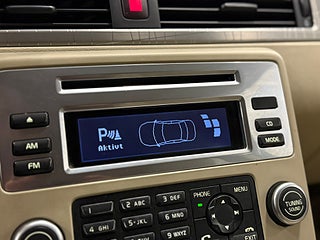 P
Aktivt
AM
FM
CD
MODE
TUNING
SOUND
PHONE
MENU
1
2 ABC
3 DEF
4 GHI
5 JKL
6 MNO
7 PQRS
8 TUV
9 WXYZ
EXIT